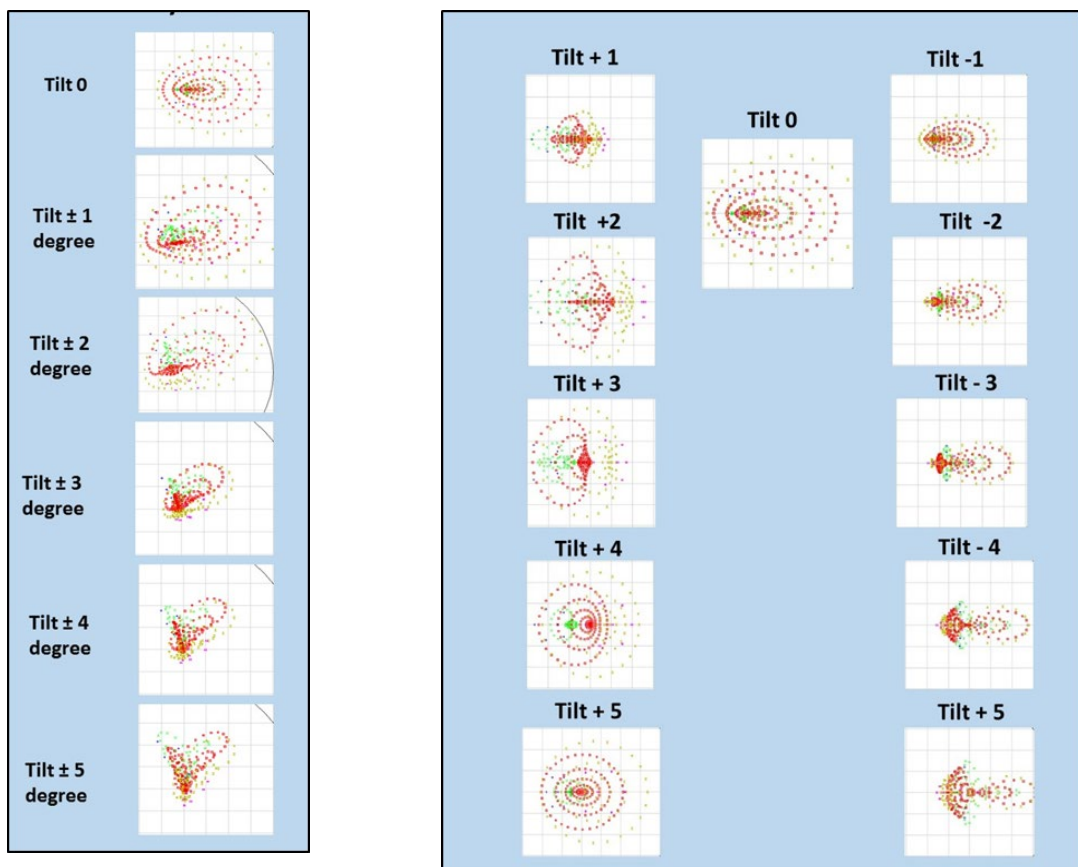 Tilt 0
Tilt ± 1
degree
Tilt ± 2
degree
Tilt ± 3
degree
Tilt ± 4
degree
Tilt ± 5
degree
Tilt + 1
Tilt +2
Tilt + 3
Tilt + 4
Tilt + 5
Tilt 0
Tilt -1
Tilt -2
Tilt - 3
Tilt - 4
Tilt + 5